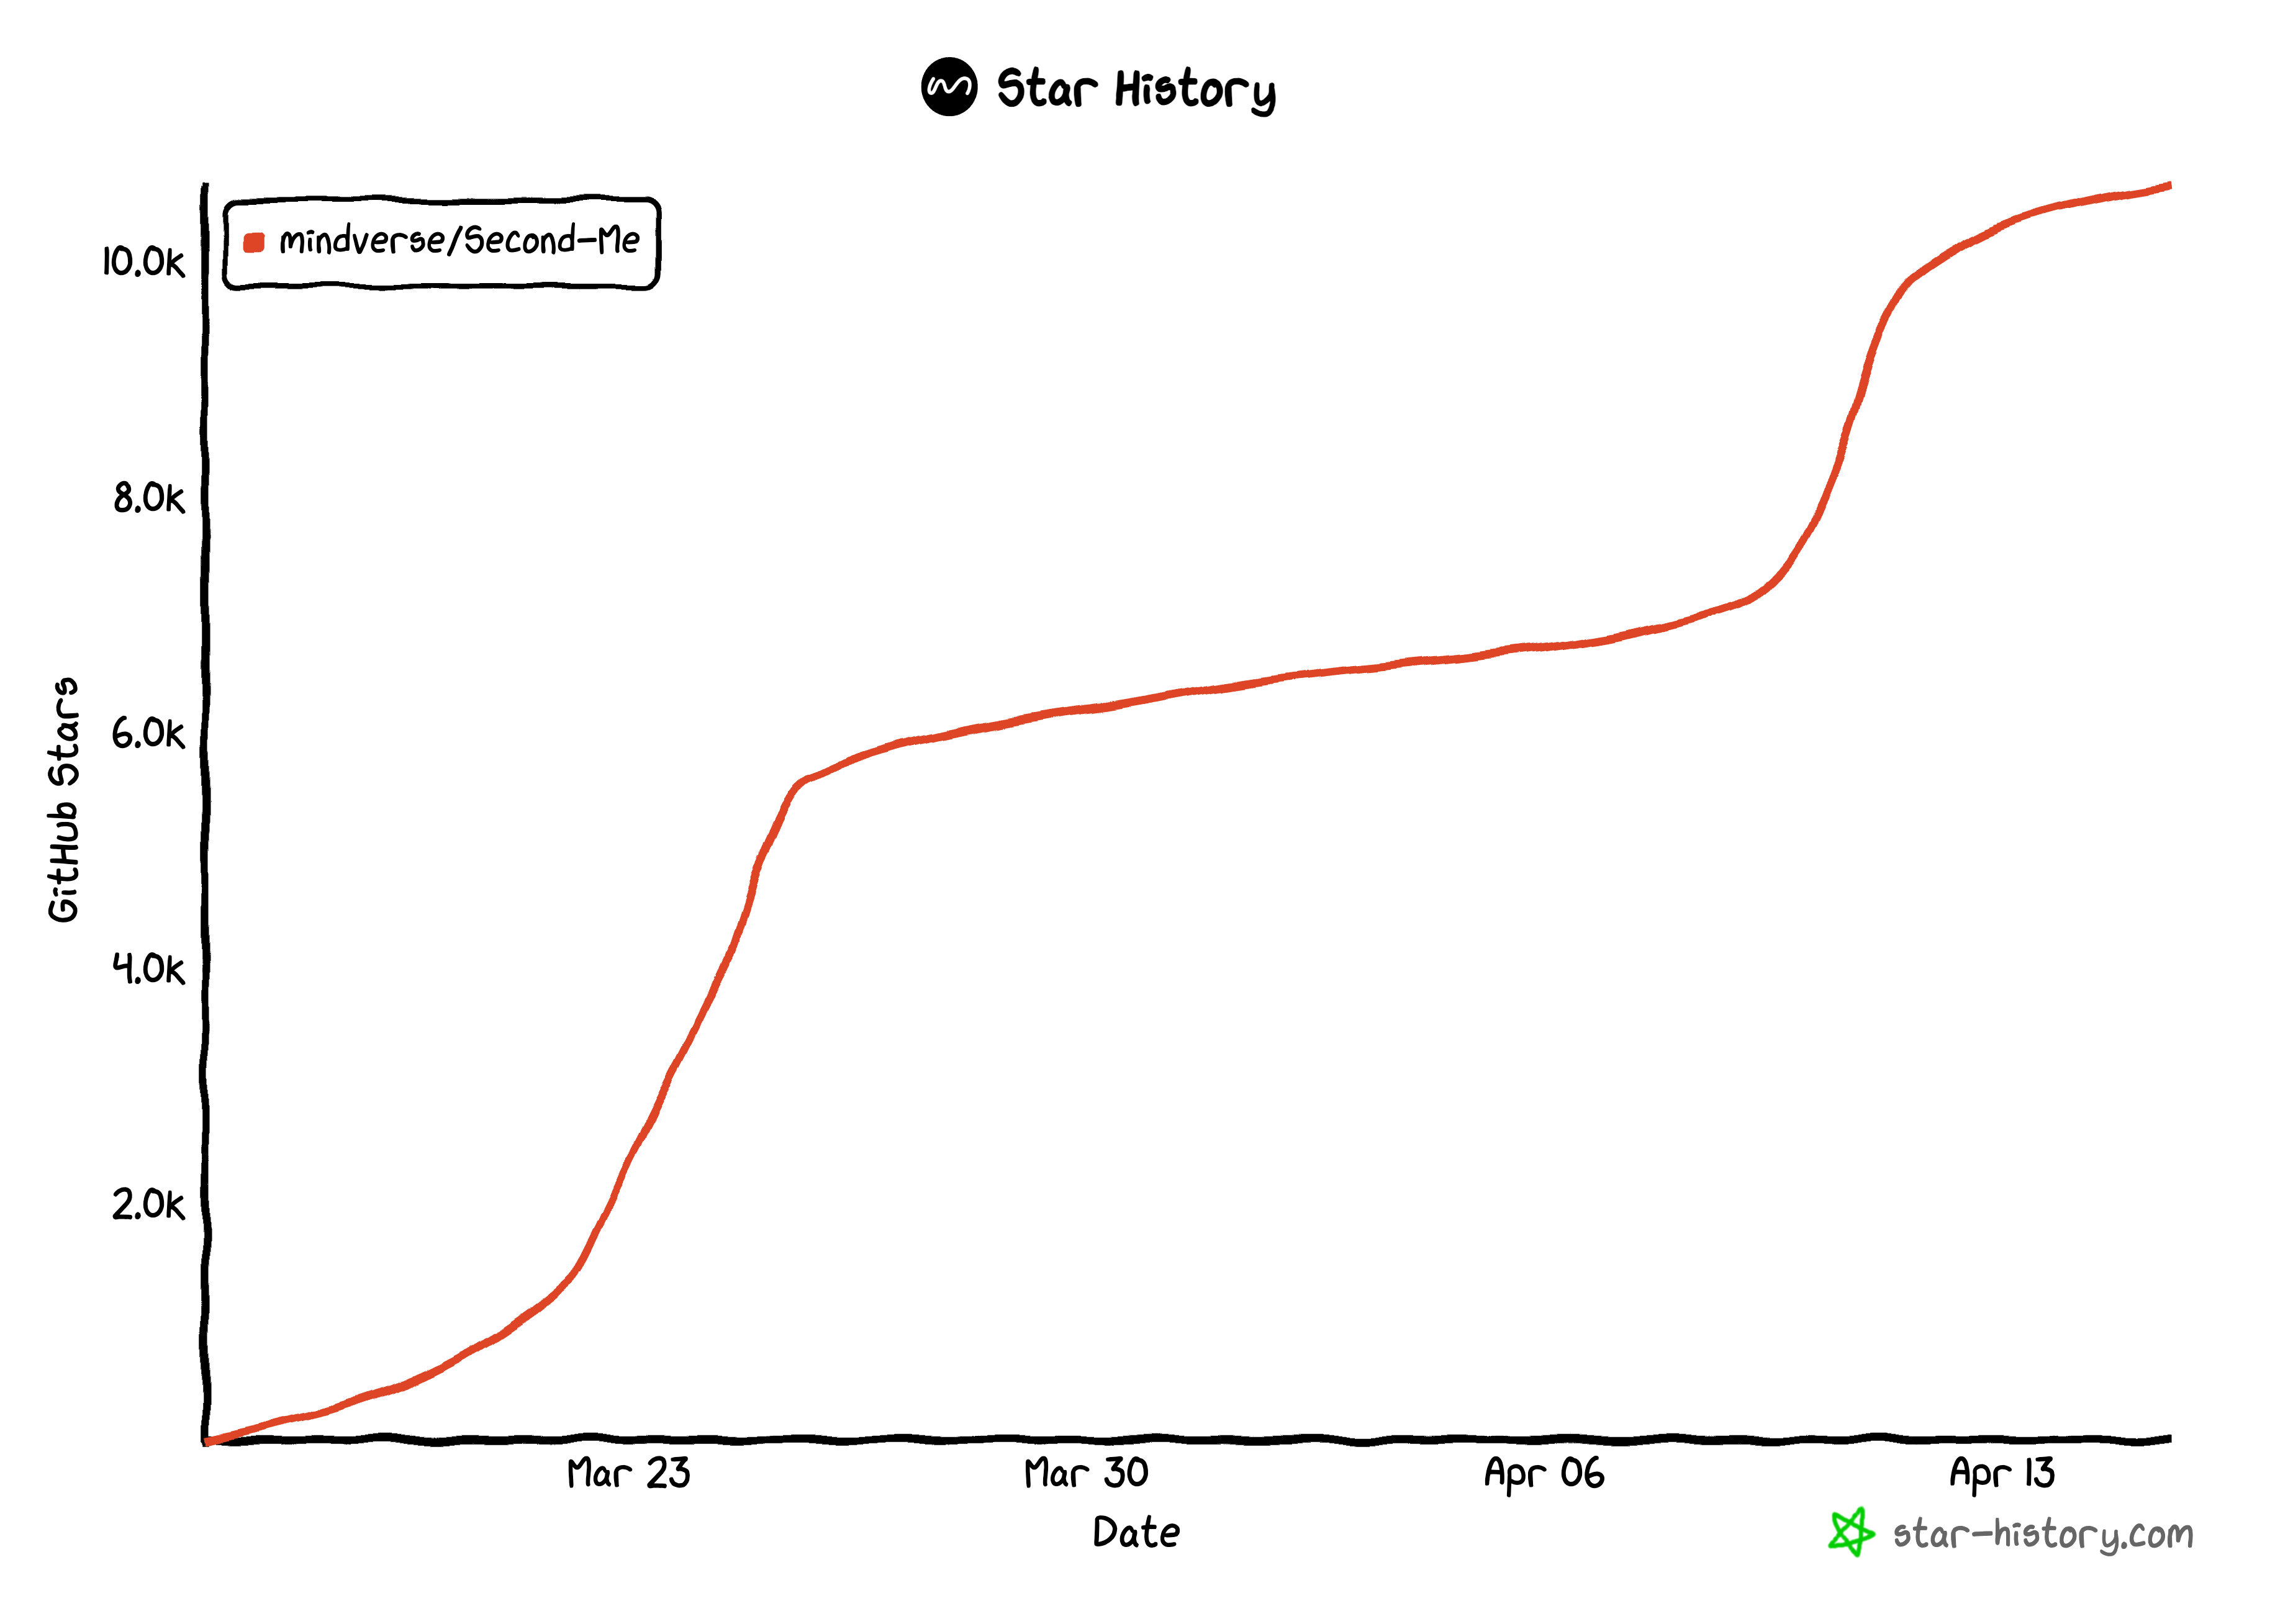 Star History
mindverse/Second-Me
10.0K
8.0K
6.0K
4.0K
2.0K
GitHub Stars
Mar 23
Mar 30
Apr 06
Apr 13
Date
star-history.com